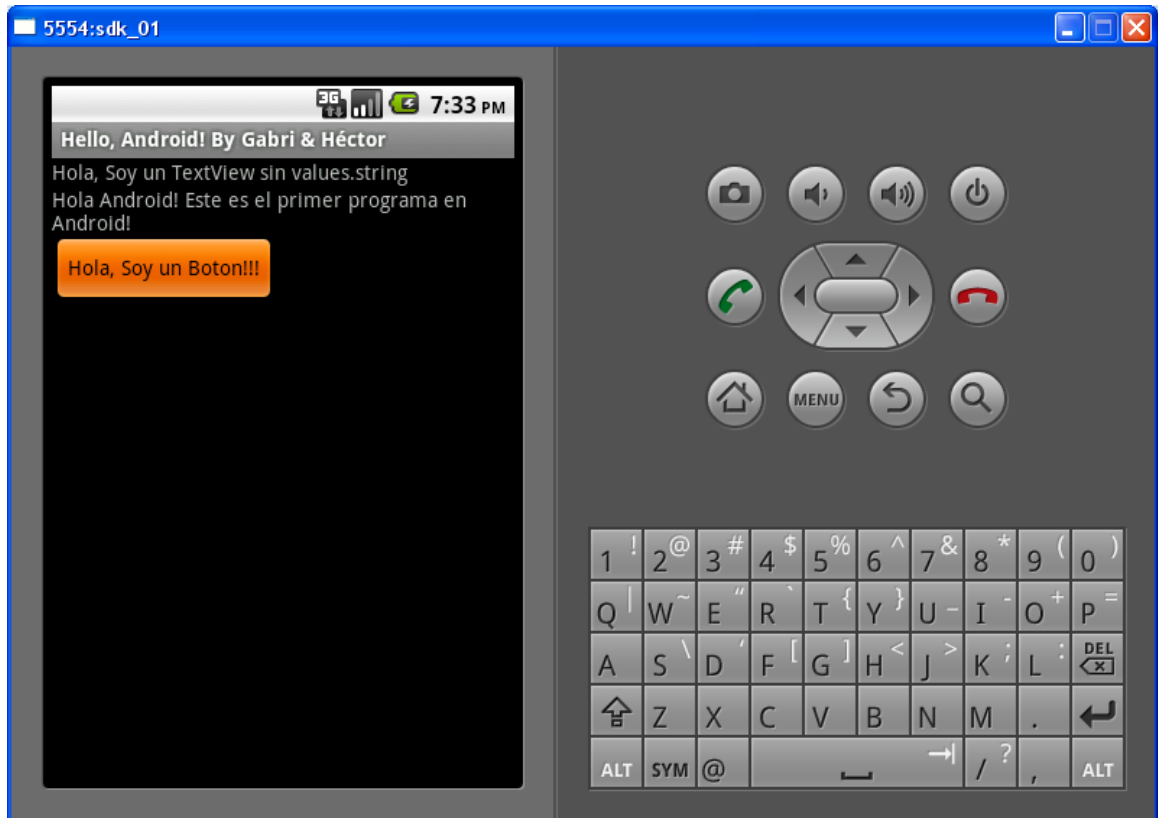 5554:sdk_01
3G 7:33 PM
Hello, Android! By Gabri & Héctor
Hola, Soy un TextView sin values.string
Hola Android! Este es el primer programa en
Android!
Hola, Soy un Boton!!!
MENU
1 ! 2 @ 3 # 4 $ 5 % 6 ^ 7 & 8 * 9 ( 0 )
Q | W ~ E " R ` T { Y } U _ I - O + P =
A S \ D ' F [ G ] H < J > K ; L : DEL
Z X C V B N M .
ALT SYM @ / ? , ALT